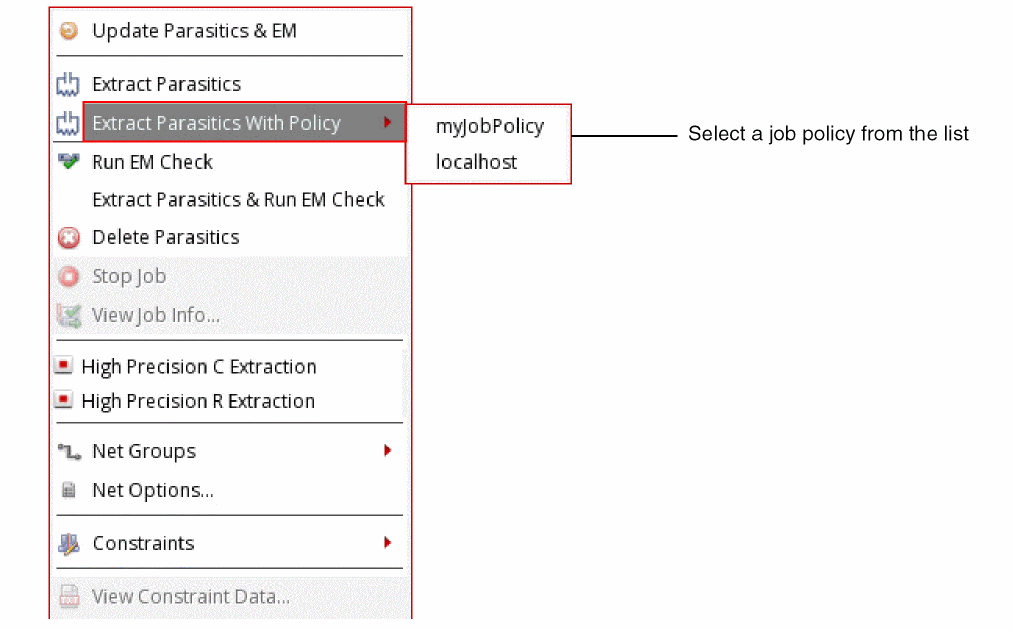 Update Parasitics & EM
Extract Parasitics
Extract Parasitics With Policy
myJobPolicy
localhost
Select a job policy from the list
Run EM Check
Extract Parasitics & Run EM Check
Delete Parasitics
Stop Job
View Job Info...
High Precision C Extraction
High Precision R Extraction
Net Groups
Net Options...
Constraints
View Constraint Data...